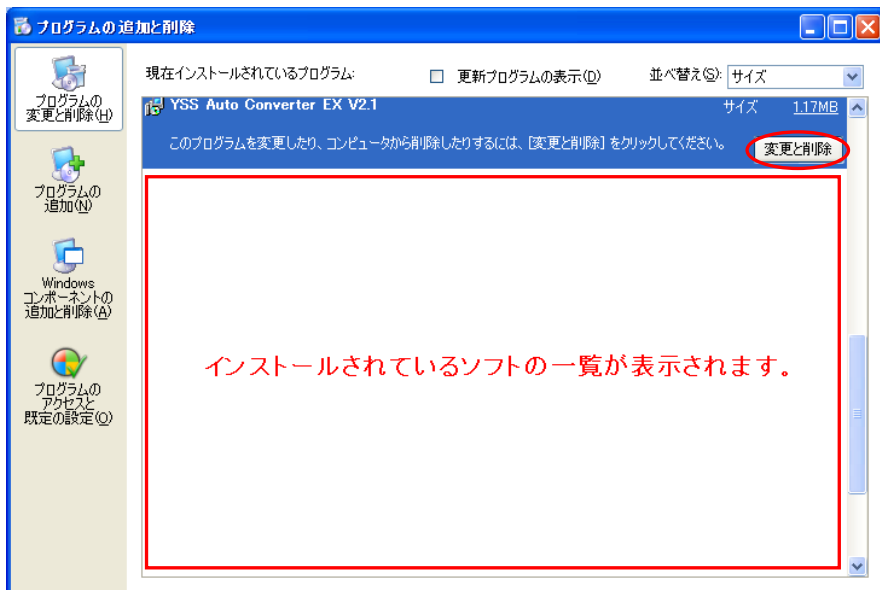 プログラムの追加と削除
プログラムの
変更と削除(H)
プログラムの
追加(N)
Windows
コンポーネントの
追加と削除(A)
プログラムの
アクセスと
既定の設定(O)
現在インストールされているプログラム:
更新プログラムの表示(D)
並べ替え(S):
サイズ
YSS Auto Converter EX V2.1
サイズ
1.17MB
このプログラムを変更したり、コンピュータから削除したりするには、[変更と削除] をクリックしてください。
変更と削除
インストールされているソフトの一覧が表示されます。